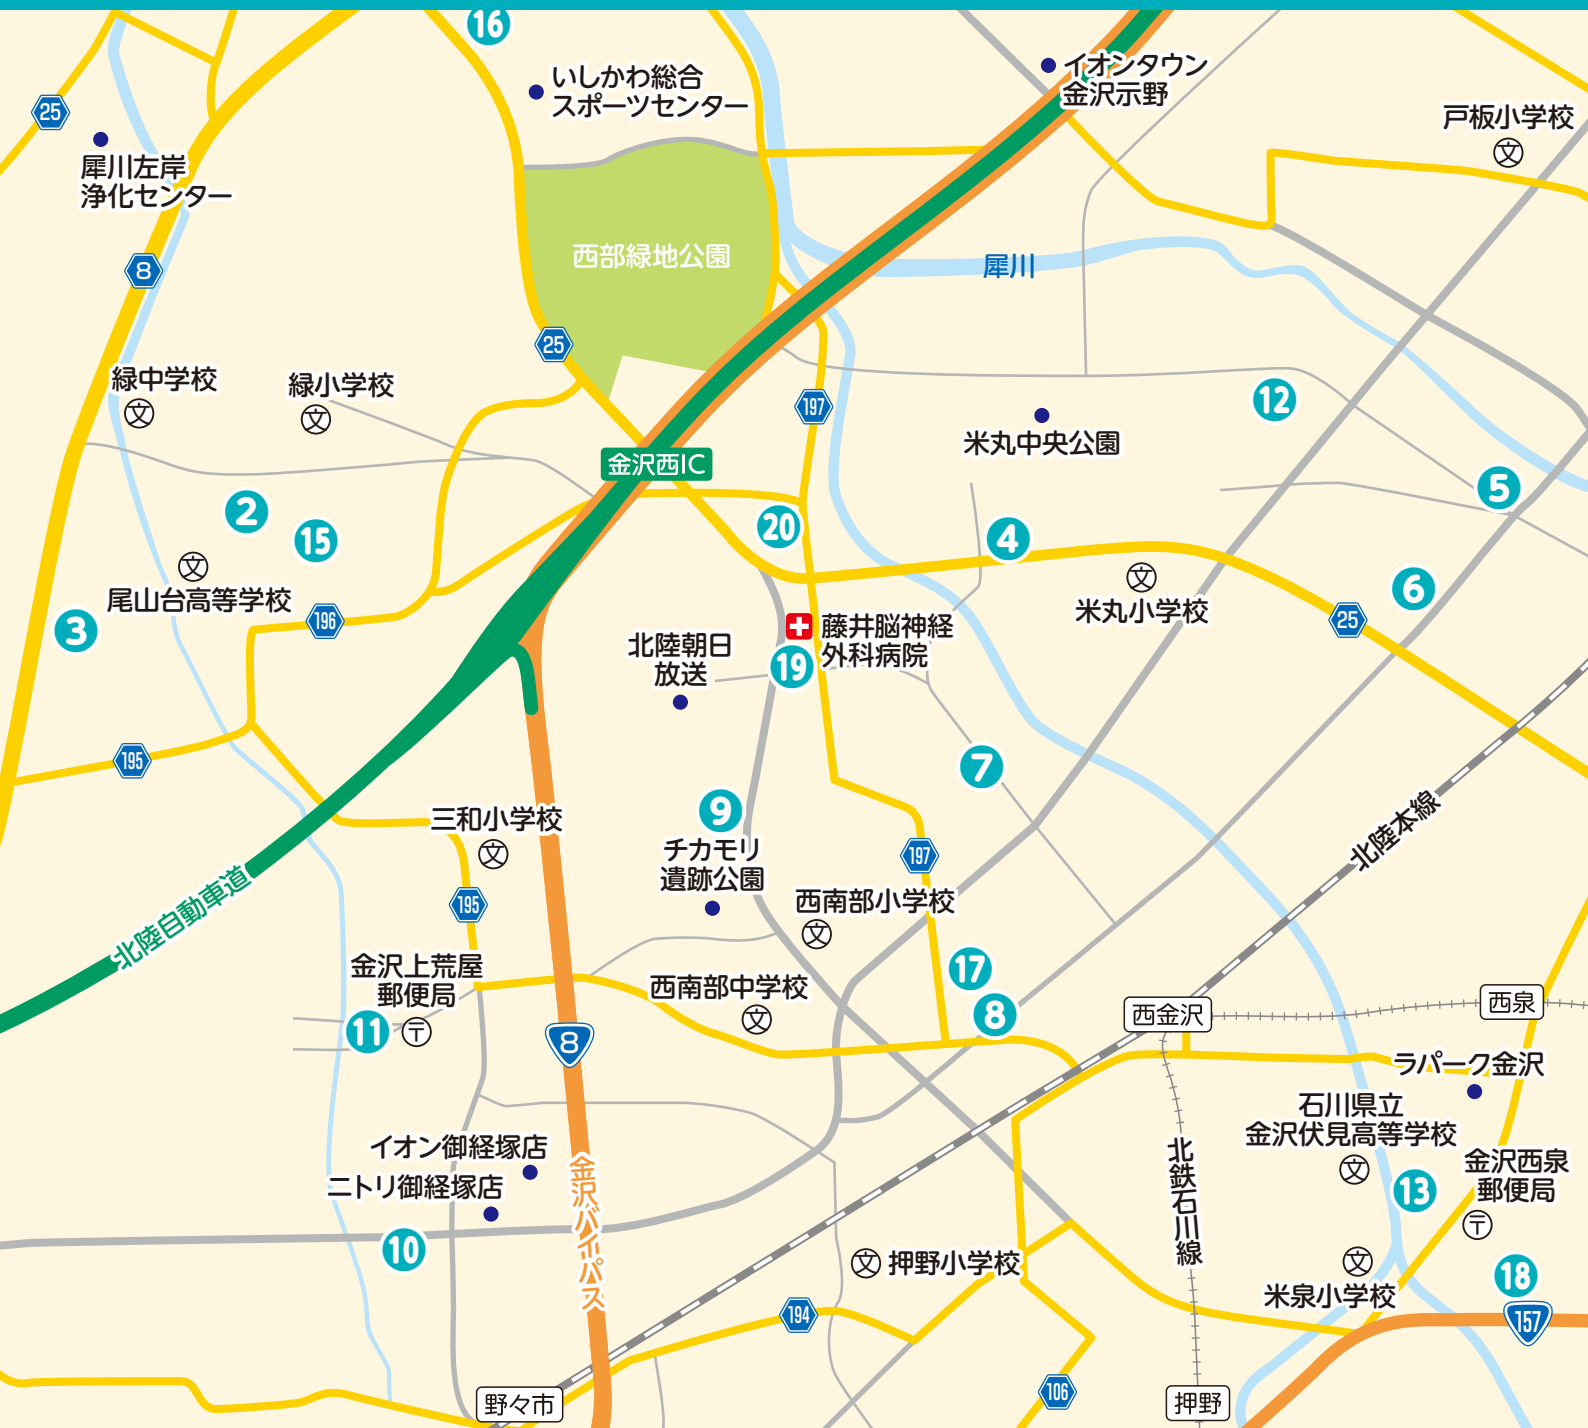 16
いしかわ総合
スポーツセンター
イオンタウン
金沢示野
25
戸板小学校
文
犀川左岸
浄化センター
西部緑地公園
犀川
8
25
緑中学校
文
緑小学校
文
197
12
米丸中央公園
金沢西IC
5
2
15
20
4
文
尾山台高等学校
文
米丸小学校
6
3
196
25
藤井脳神経
外科病院
北陸朝日
放送
19
195
7
三和小学校
文
9
チカモリ
遺跡公園
197
北陸本線
195
西南部小学校
文
北陸自動車道
金沢上荒屋
郵便局
〒
11
西南部中学校
文
17
8
8
西金沢
西泉
ラパーク金沢
石川県立
金沢伏見高等学校
文
イオン御経塚店
ニトリ御経塚店
金沢バイパス
北鉄石川線
金沢西泉
郵便局
〒
13
10
文
押野小学校
文
米泉小学校
18
194
157
野々市
106
押野